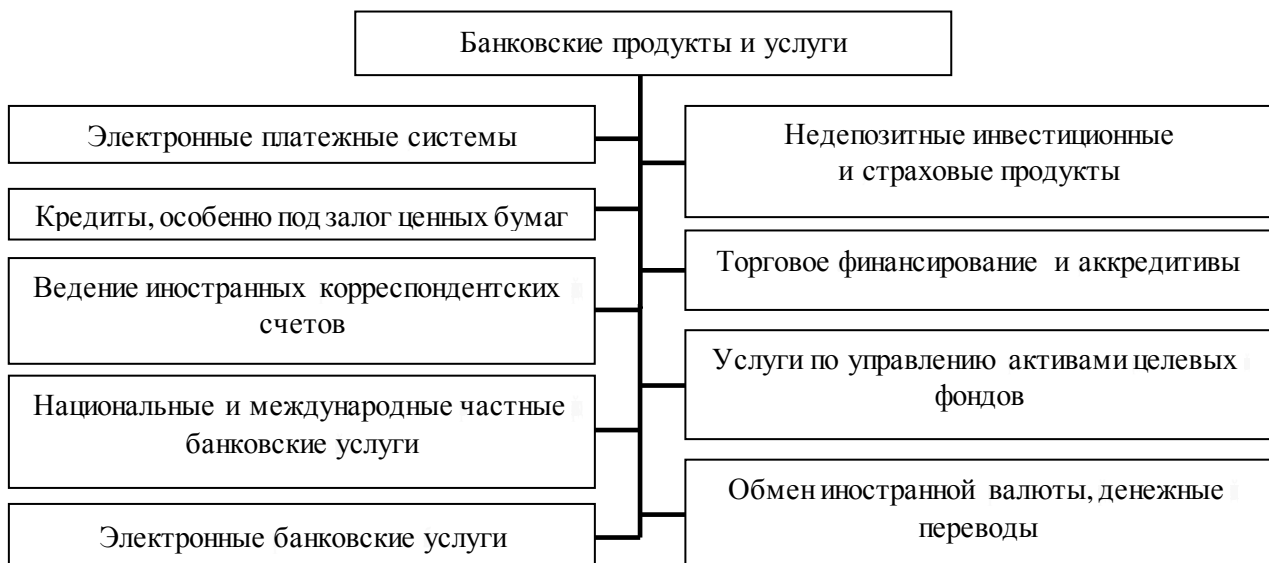 Банковские продукты и услуги
Электронные платежные системы
Кредиты, особенно под залог ценных бумаг
Ведение иностранных корреспондентских
счетов
Национальные и международные частные
банковские услуги
Электронные банковские услуги
Недепозитные инвестиционные
и страховые продукты
Торговое финансирование и аккредитивы
Услуги по управлению активами целевых
фондов
Обмен иностранной валюты, денежные
переводы